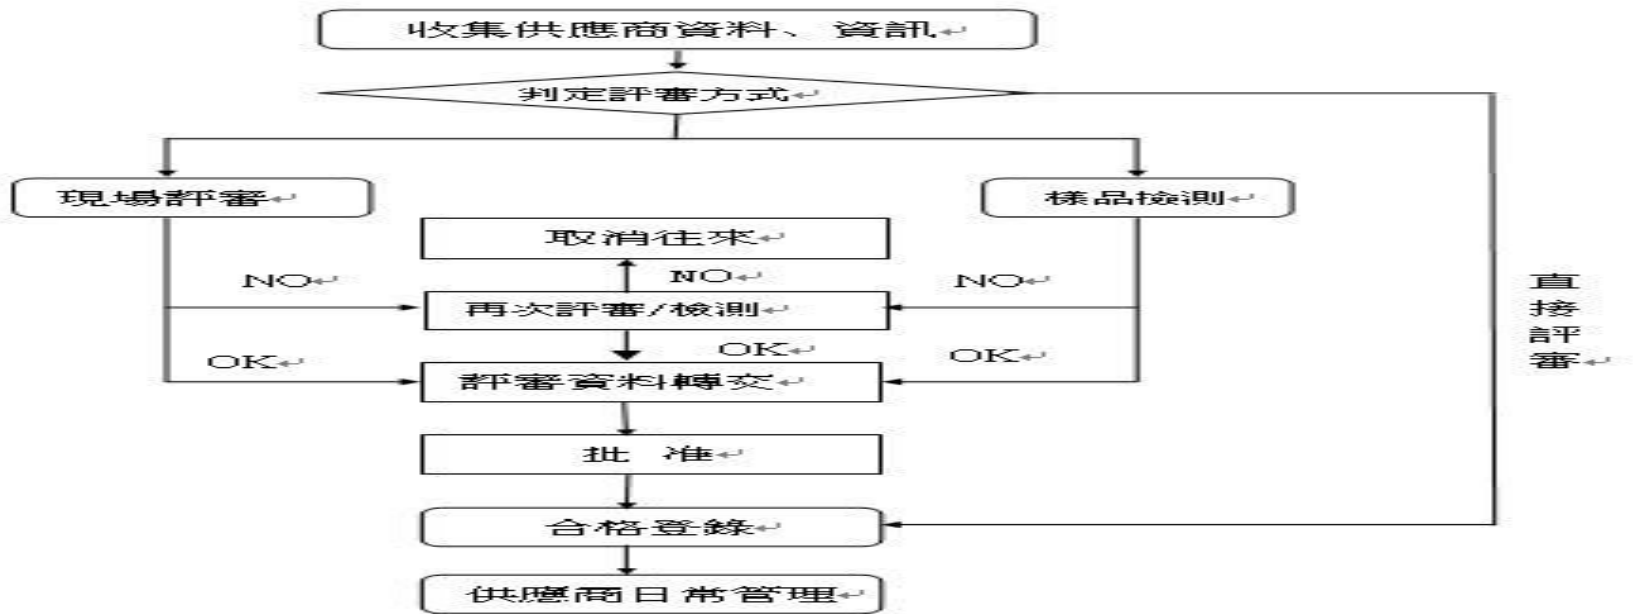 收集供應商資料、資訊
判定評審方式
現場評審
樣品檢測
取消往來
NO
NO
NO
再次評審/檢測
OK
OK
OK
評審資料轉交
批 准
合格登錄
供應商日常管理
直
接
評
審